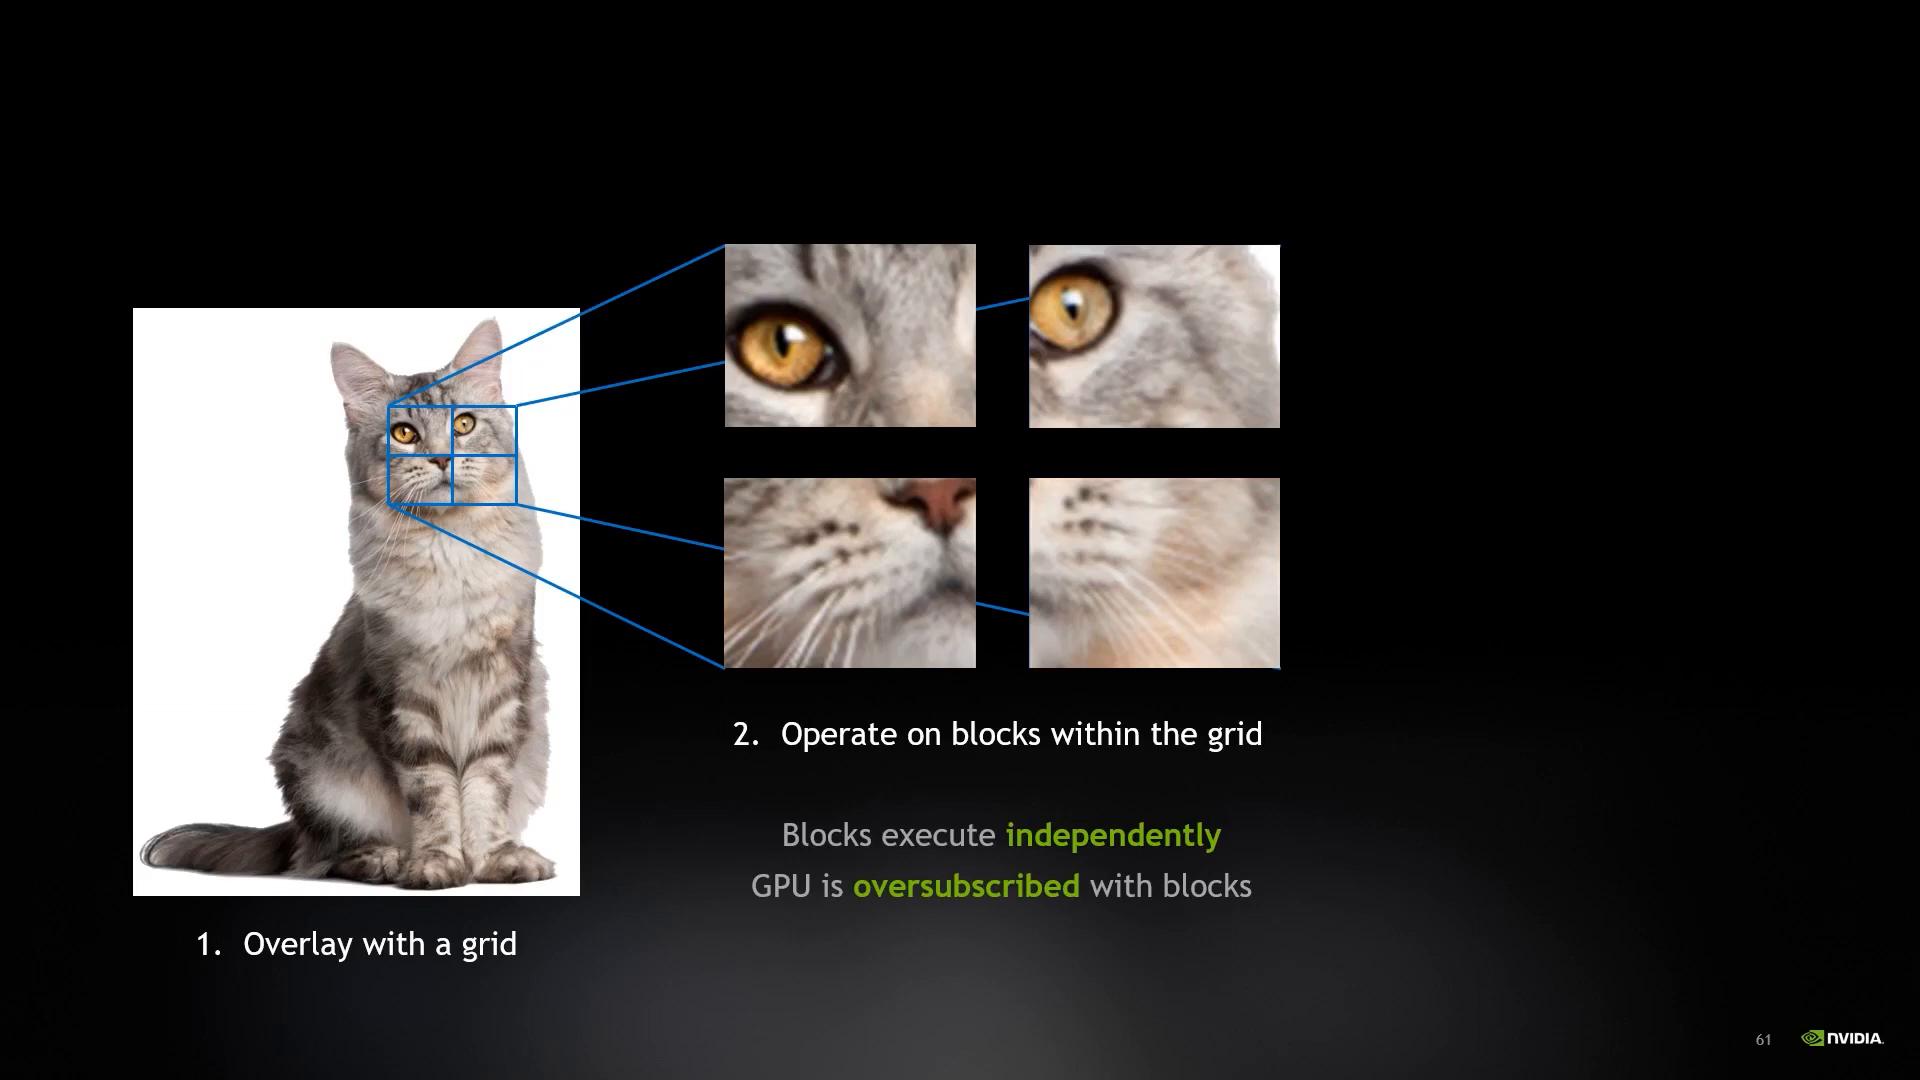 2. Operate on blocks within the grid
Blocks execute independently
GPU is oversubscribed with blocks
1. Overlay with a grid
61
NVIDIA.